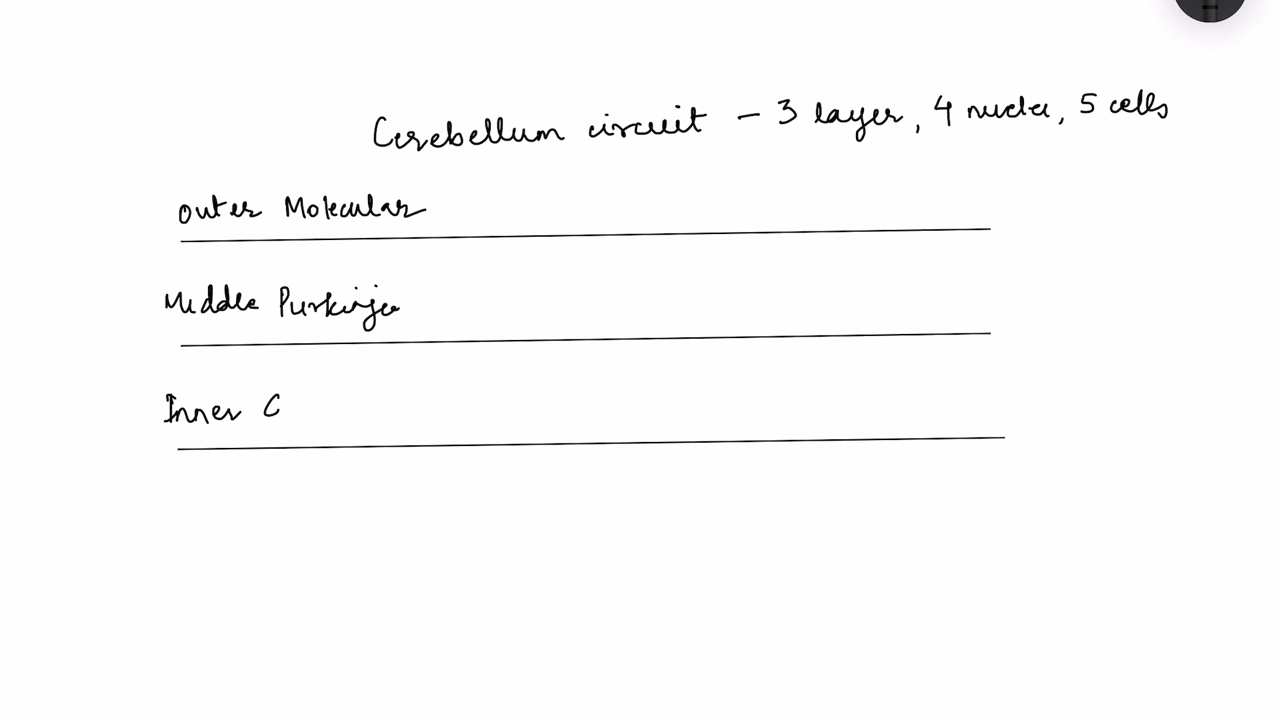 Cerebellum circuit – 3 layer, 4 nuclei, 5 cells
Outer Molecular
Middle Purkinje
Inner C